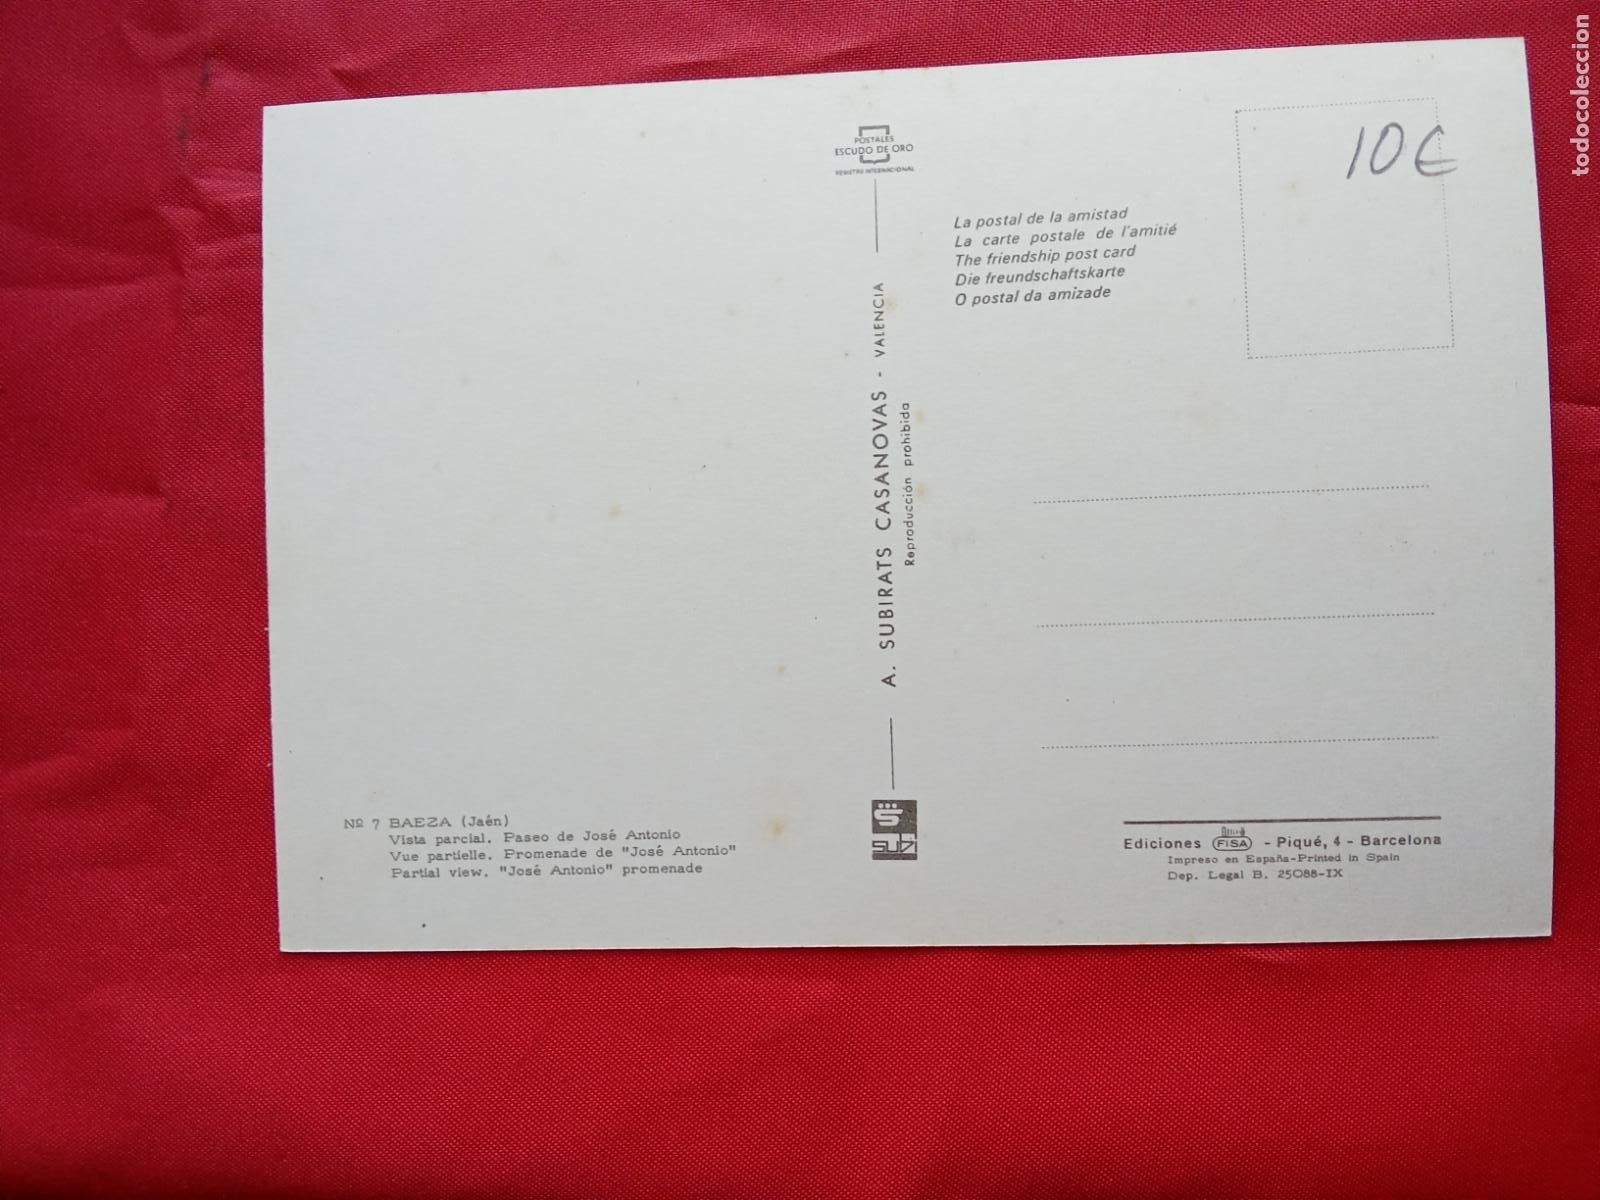 POSTALES
ESCUDO DE ORO
REGISTRO INTERNACIONAL
La postal de la amistad
La carte postale de l'amitié
The friendship post card
Die freundschaftskarte
O postal da amizade
10€
A. SUBIRATS CASANOVAS - VALENCIA
Reproducción prohibida
Nº 7 BAEZA (Jaén)
Vista parcial. Paseo de José Antonio
Vue partielle. Promenade de "José Antonio"
Partial view. "José Antonio" promenade
SUBI
Ediciones FISA - Piqué, 4 - Barcelona
Impreso en España-Printed in Spain
Dep. Legal B. 25088-IX
todocoleccion